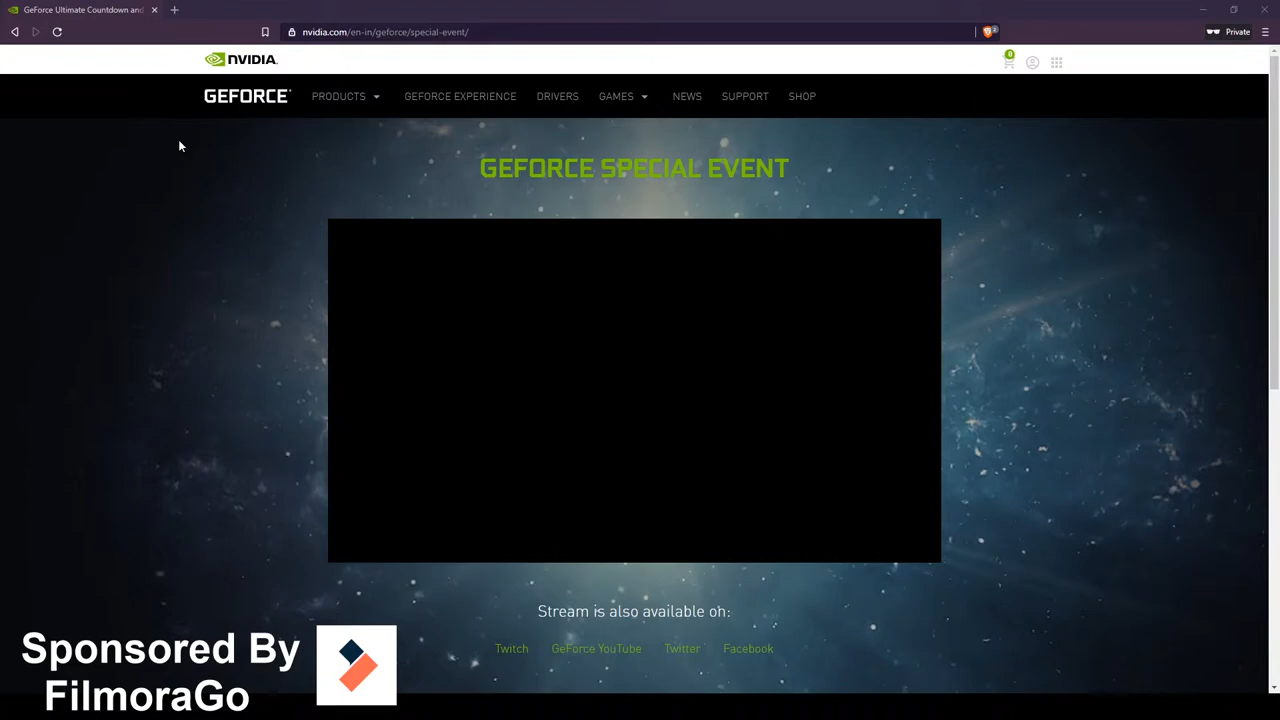 GeForce Ultimate Countdown and
nvidia.com/en-in/geforce/special-event/
2
Private
NVIDIA.
0
GEFORCE
PRODUCTS
GEFORCE EXPERIENCE
DRIVERS
GAMES
NEWS
SUPPORT
SHOP
GEFORCE SPECIAL EVENT
Stream is also available oh:
Twitch
GeForce YouTube
Twitter
Facebook
Sponsored By
FilmoraGo